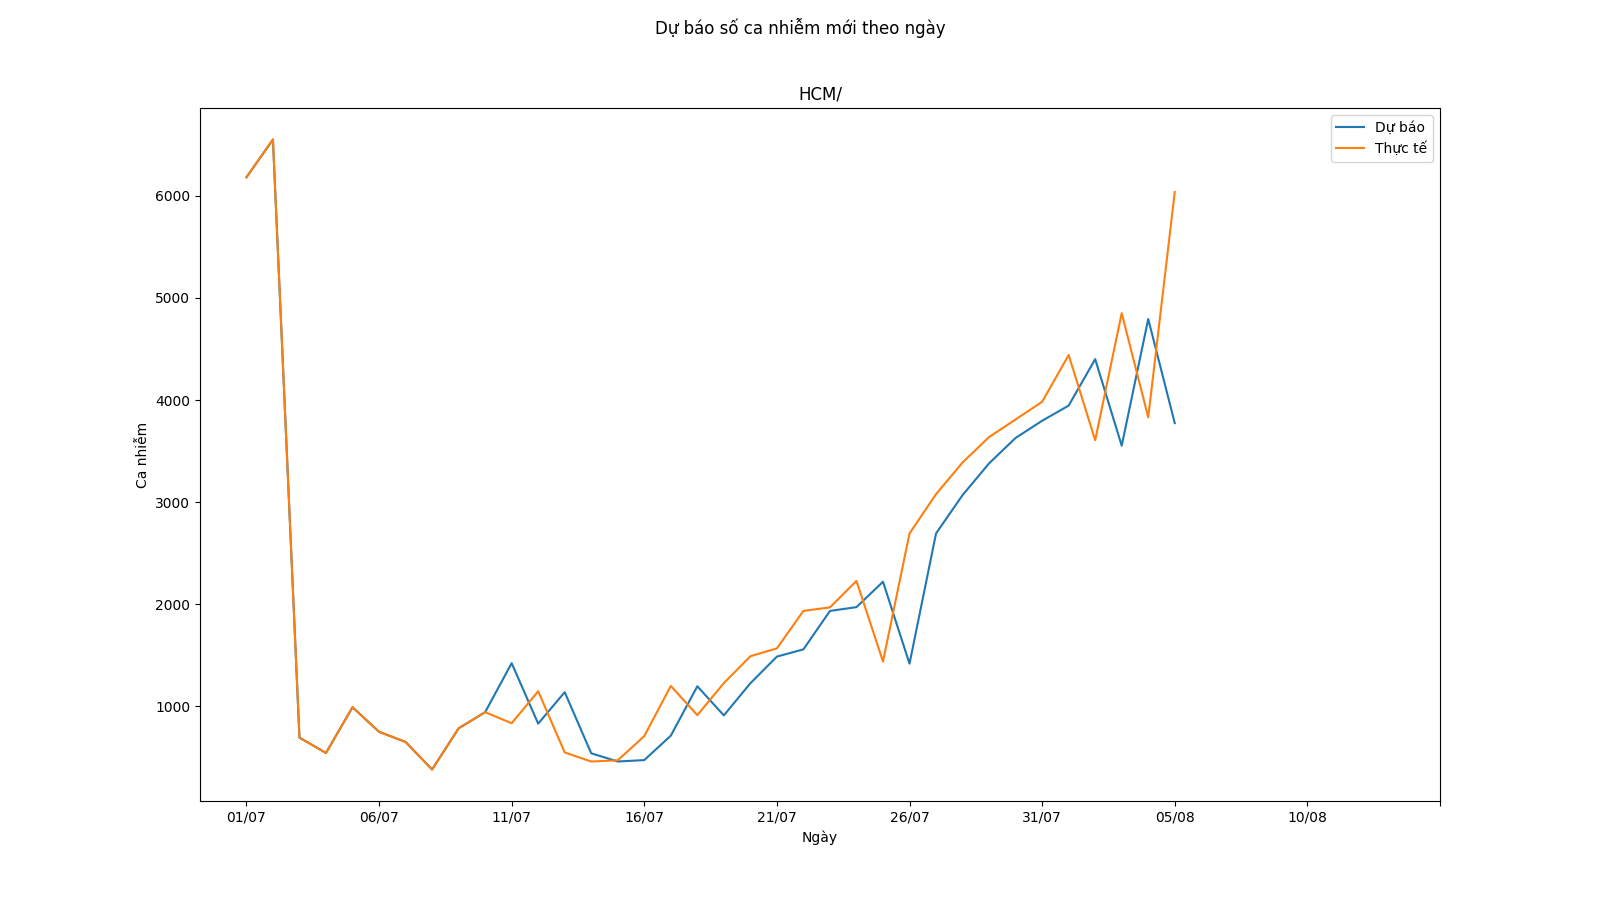 Dự báo số ca nhiễm mới theo ngày
HCM/
Dự báo
Thực tế
6000
5000
4000
3000
2000
1000
Ca nhiễm
01/07 06/07 11/07 16/07 21/07 26/07 31/07 05/08 10/08
Ngày